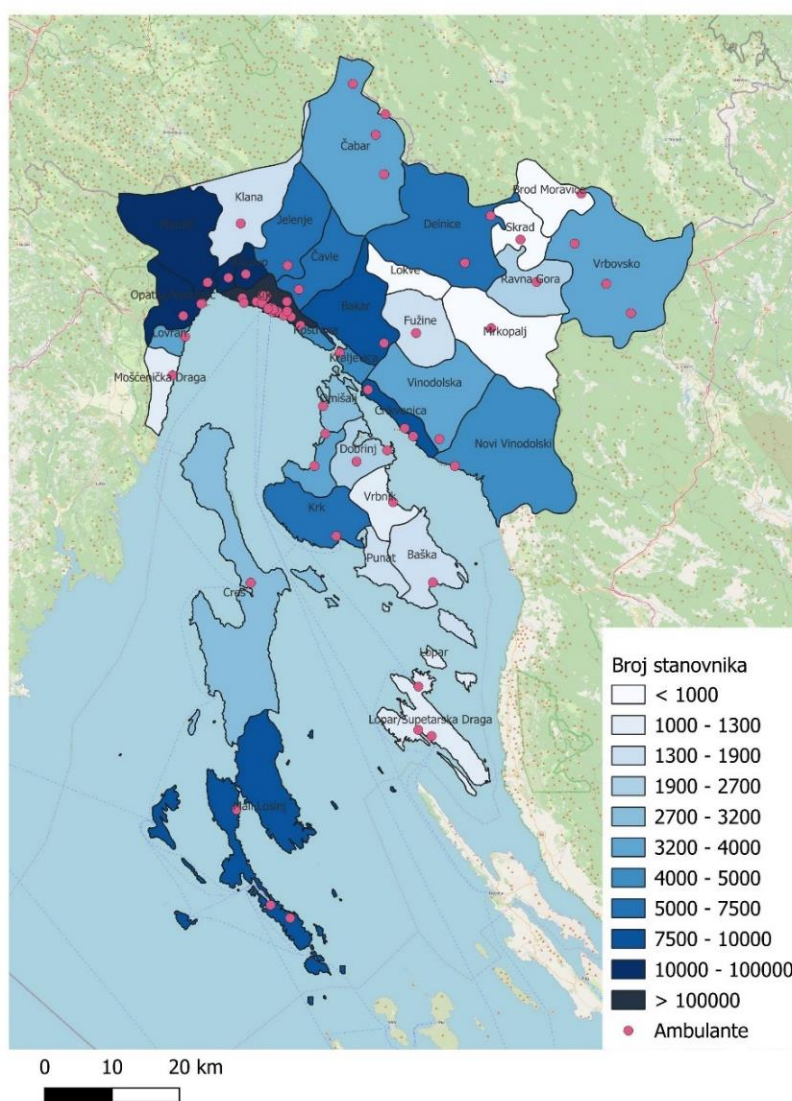 Čabar
Brod Moravice
Klana
Skrad
Jelenje
Delnice
Čavle
Vrbovsko
Lokve
Ravna Gora
Bakar
Fužine
Mrkopalj
Lovran
Kraljevica
Mošćenička Draga
Vinodolska
Omišalj
Crikvenica
Novi Vinodolski
Dobrinj
Vrbnik
Krk
Punat
Baška
Cres
Lopar
Lopar/Supetarska Draga
Mali Lošinj
Broj stanovnika
< 1000
1000 - 1300
1300 - 1900
1900 - 2700
2700 - 3200
3200 - 4000
4000 - 5000
5000 - 7500
7500 - 10000
10000 - 100000
> 100000
Ambulante
0 10 20 km